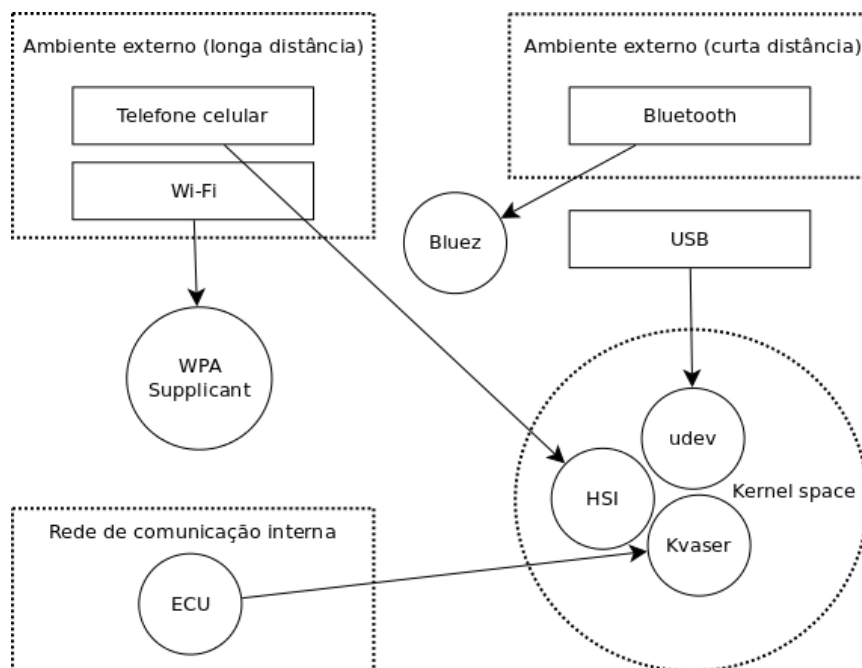 Ambiente externo (longa distância)
Telefone celular
Wi-Fi
Ambiente externo (curta distância)
Bluetooth
Bluez
USB
WPA
Supplicant
udev
HSI
Kernel space
Kvaser
Rede de comunicação interna
ECU